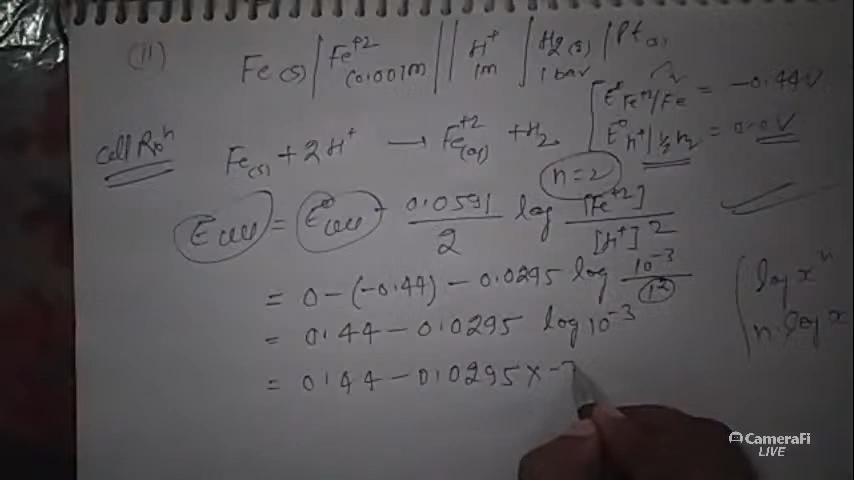 (11) Fe(s) | Fe+2 (0.001M) || H+ 1M | H2(g) 1 bar | Pt(s)
E° Fe+2/Fe = -0.44V
E° H+ | ½ H2 = 0.0V
Cell Rxn Fe(s) + 2H+ → Fe+2(aq) + H2
n = 2
Ecell = E°cell - 0.0591/2 log [Fe+2]/[H+]2
= 0 - (-0.44) - 0.0295 log 10-3/12
= 0.44 - 0.0295 log 10-3
= 0.44 - 0.0295 x -3
log xn
n. log x
CameraFi
LIVE